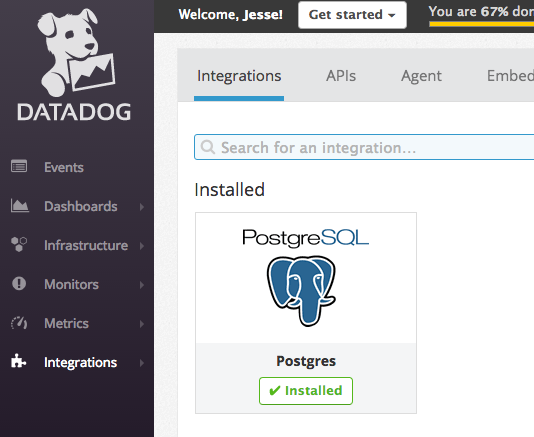 Welcome, Jesse!
Get started
You are 67% don
DATADOG
Integrations
APIs
Agent
Embed
Events
Dashboards
Infrastructure
Monitors
Metrics
Integrations
Search for an integration...
Installed
PostgreSQL
Postgres
✔ Installed